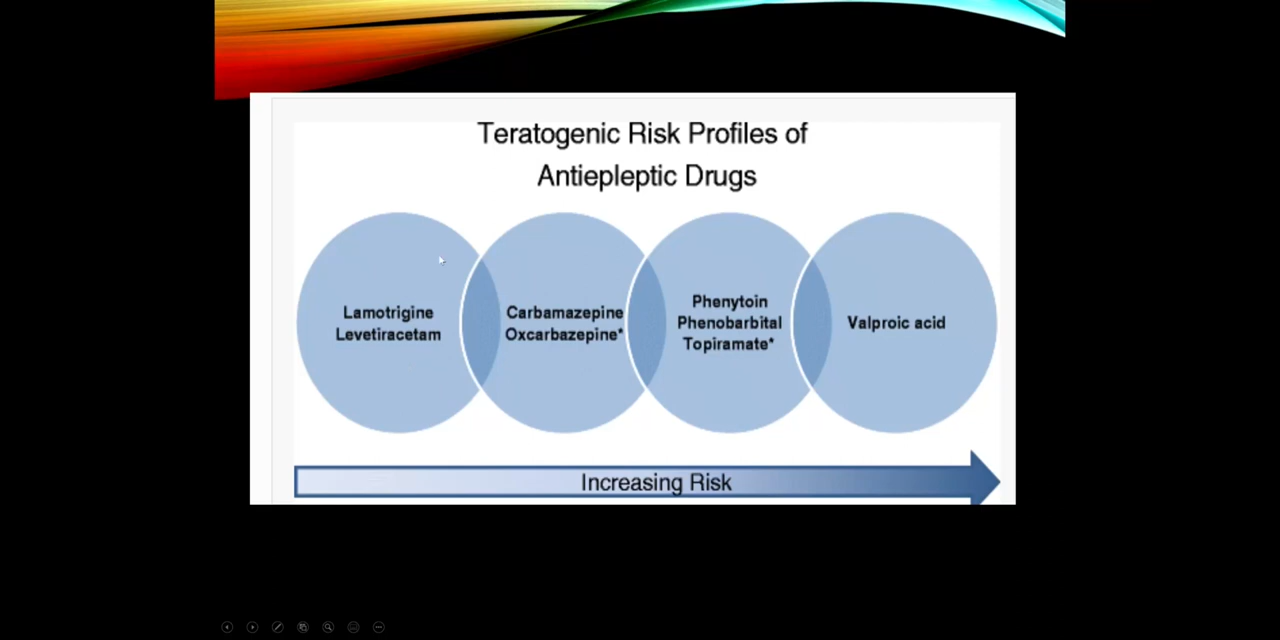 Teratogenic Risk Profiles of
Antiepleptic Drugs
Lamotrigine
Levetiracetam
Carbamazepine
Oxcarbazepine*
Phenytoin
Phenobarbital
Topiramate*
Valproic acid
Increasing Risk